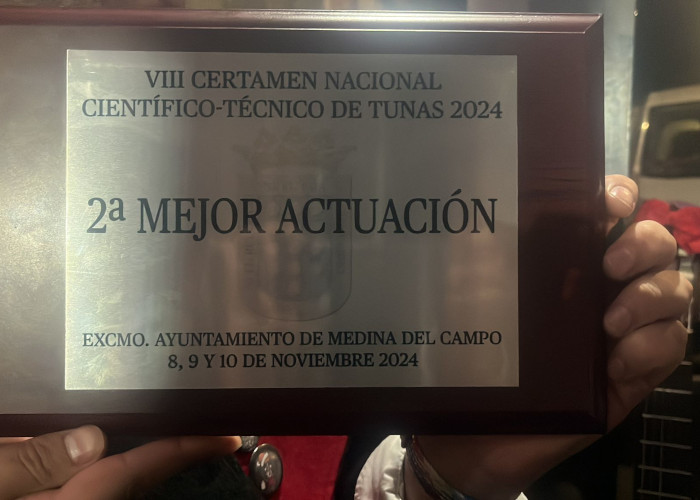 VIII CERTAMEN NACIONAL
CIENTÍFICO-TÉCNICO DE TUNAS 2024
2ª MEJOR ACTUACIÓN
EXCMO. AYUNTAMIENTO DE MEDINA DEL CAMPO
8, 9 Y 10 DE NOVIEMBRE 2024